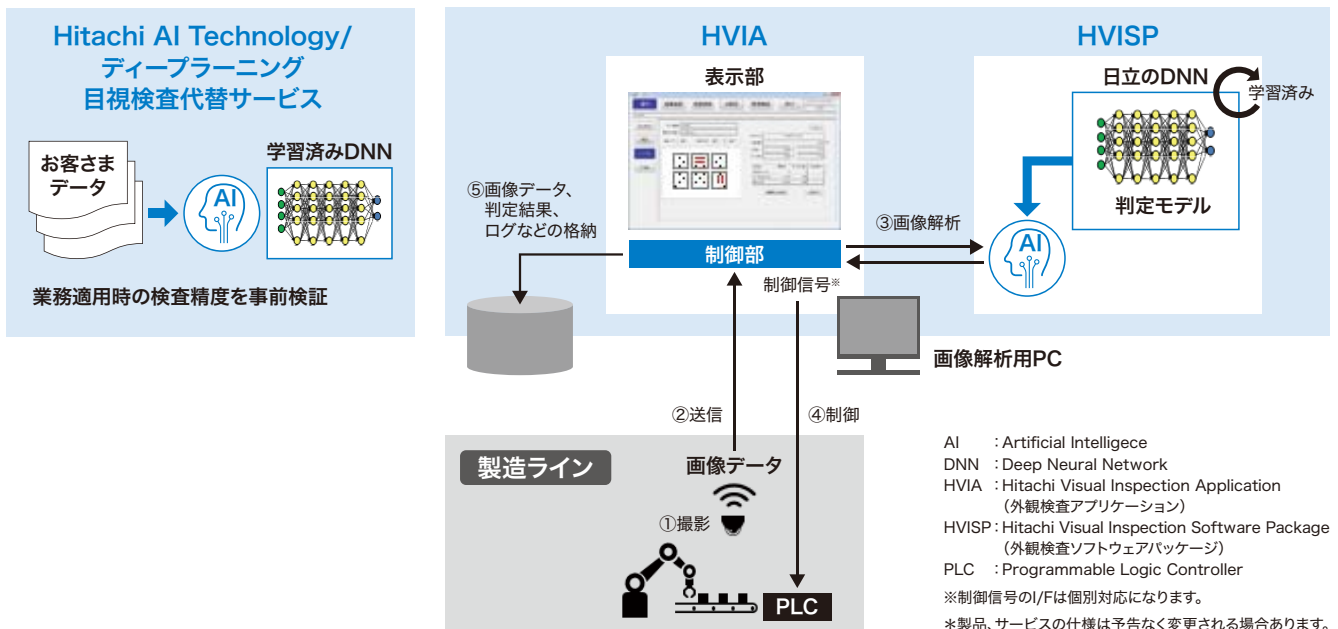 Hitachi AI Technology/
ディープラーニング
目視検査代替サービス
お客さま
データ
AI
学習済みDNN
業務適用時の検査精度を事前検証
HVIA
表示部
⑤画像データ、
判定結果、
ログなどの格納
制御部
制御信号※
③画像解析
HVISP
日立のDNN
学習済み
判定モデル
AI
画像解析用PC
②送信
④制御
製造ライン
画像データ
①撮影
PLC
AI :Artificial Intelligece
DNN :Deep Neural Network
HVIA :Hitachi Visual Inspection Application
(外観検査アプリケーション)
HVISP:Hitachi Visual Inspection Software Package
(外観検査ソフトウェアパッケージ)
PLC :Programmable Logic Controller
※制御信号のI/Fは個別対応になります。
*製品、サービスの仕様は予告なく変更される場合あります。